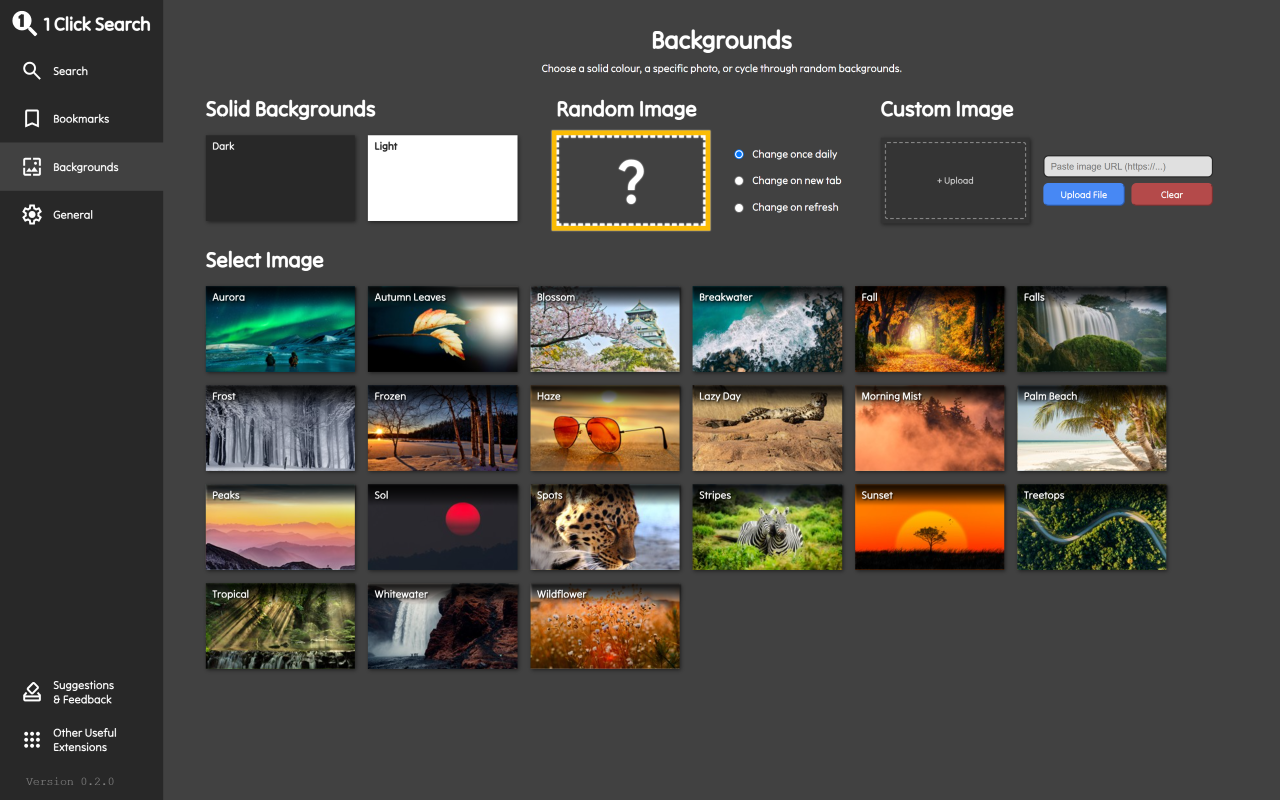 1 Click Search
Search
Bookmarks
Backgrounds
General
Suggestions
& Feedback
Other Useful
Extensions
Version 0.2.0
Backgrounds
Choose a solid colour, a specific photo, or cycle through random backgrounds.
Solid Backgrounds
Dark
Light
Random Image
?
Change once daily
Change on new tab
Change on refresh
Custom Image
+ Upload
Paste image URL (https://...)
Upload File
Clear
Select Image
Aurora
Autumn Leaves
Blossom
Breakwater
Fall
Falls
Frost
Frozen
Haze
Lazy Day
Morning Mist
Palm Beach
Peaks
Sol
Spots
Stripes
Sunset
Treetops
Tropical
Whitewater
Wildflower